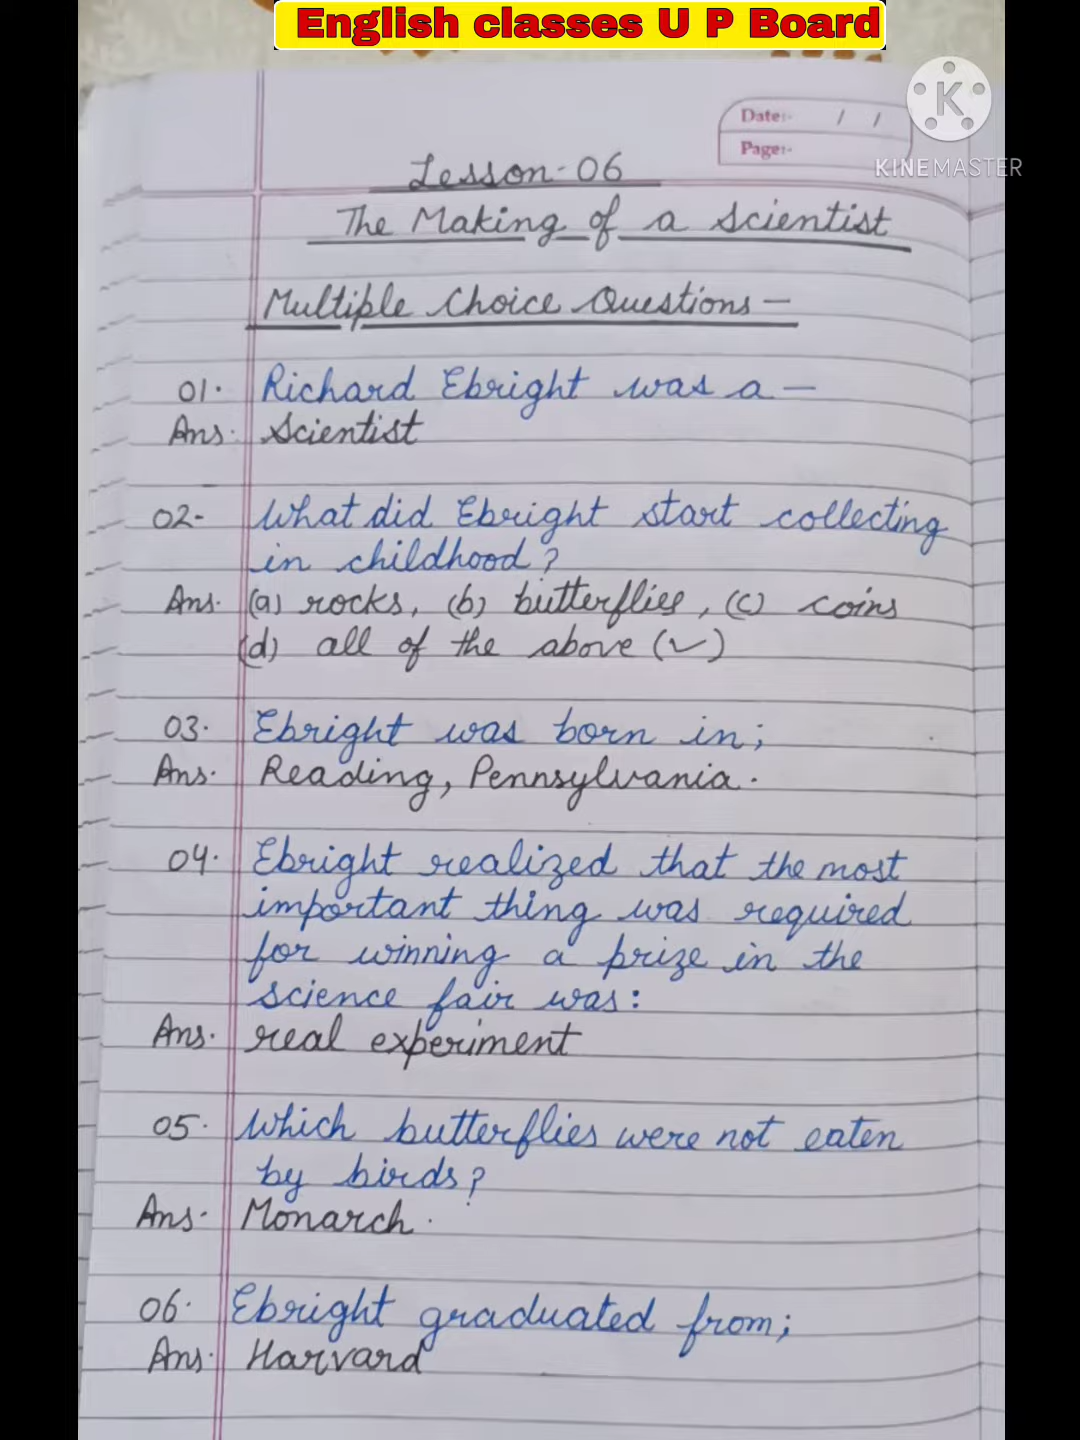 English classes U P Board
Date:- / /
Page:-
K
KINEMASTER
Lesson-06
The Making of a Scientist
Multiple Choice Questions -
01. Richard Ebright was a -
Ans. Scientist
02- What did Ebright start collecting
in childhood?
Ans. (a) rocks, (b) butterflies, (c) coins
(d) all of the above (✓)
03. Ebright was born in;
Ans. Reading, Pennsylvania.
04. Ebright realized that the most
important thing was required
for winning a prize in the
science fair was:
Ans. real experiment
05. Which butterflies were not eaten
by birds?
Ans. Monarch.
06. Ebright graduated from;
Ans. Harvard